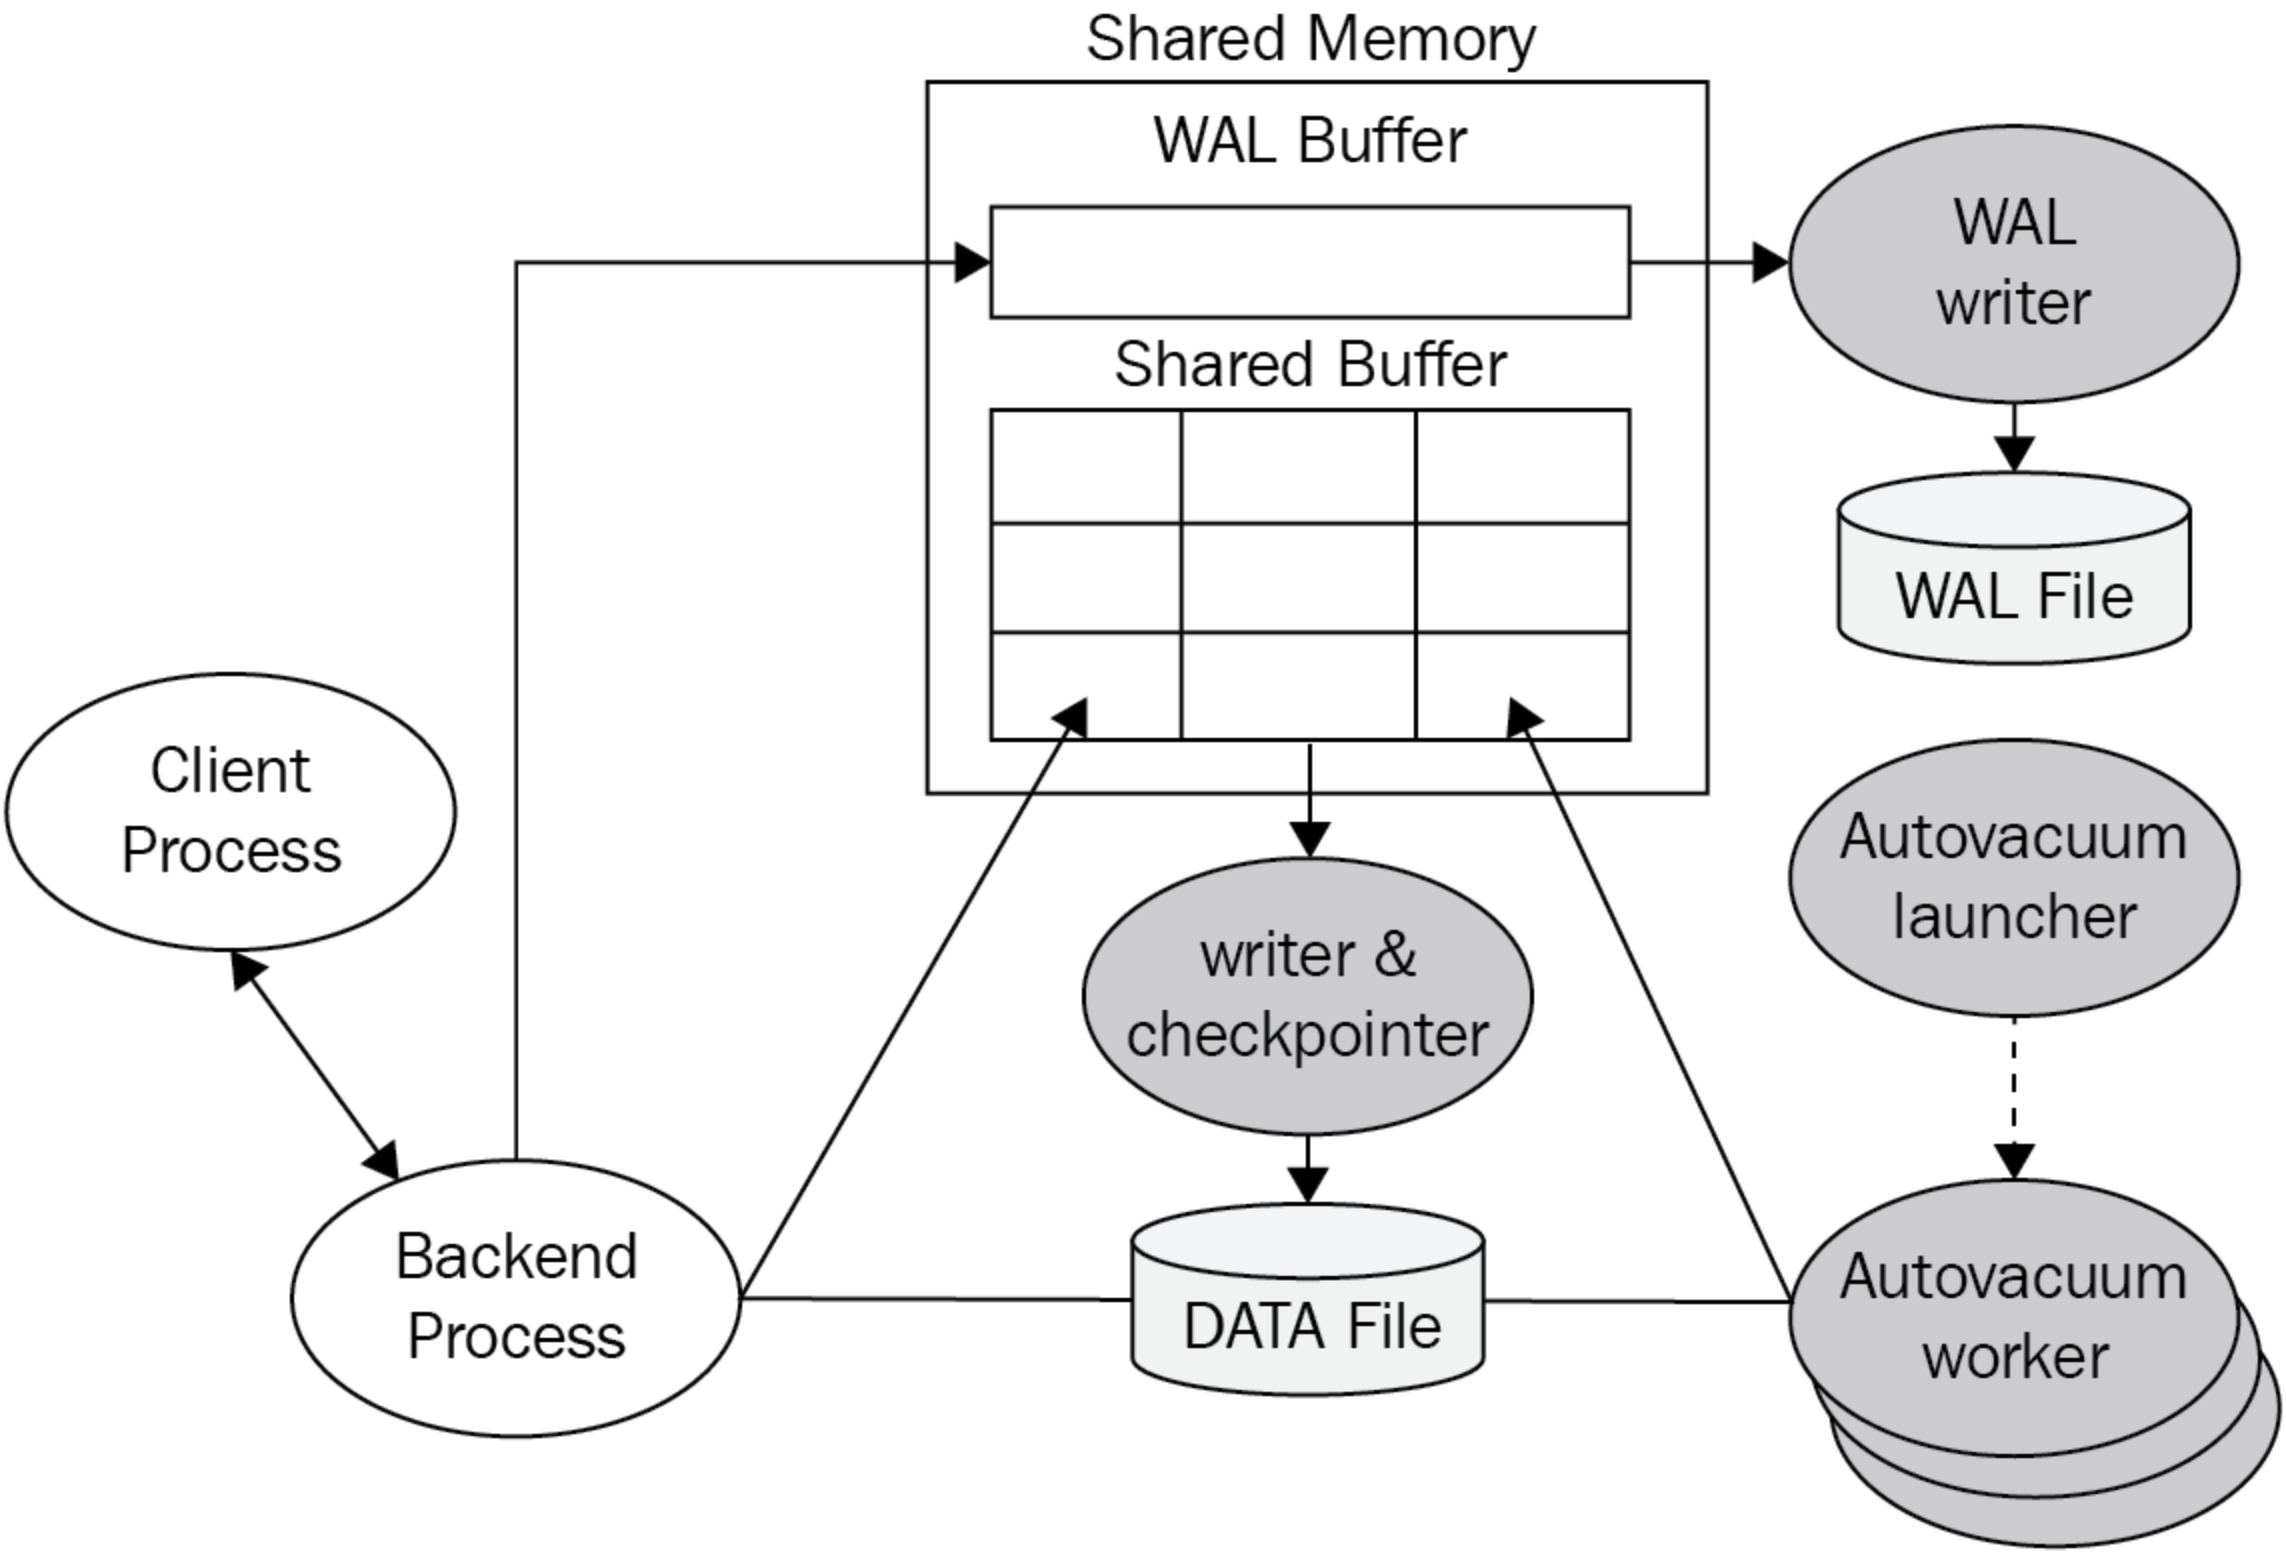 Shared Memory
WAL Buffer
WAL
writer
Shared Buffer
WAL File
Client
Process
Autovacuum
launcher
writer &
checkpointer
Backend
Process
DATA File
Autovacuum
worker